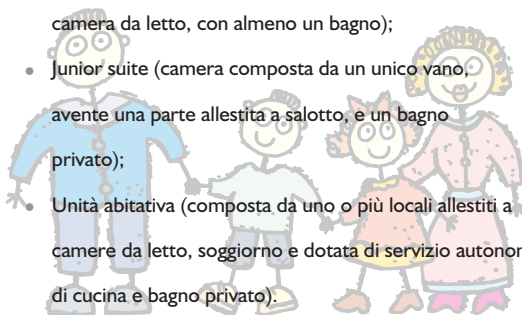 camera da letto, con almeno un bagno);
• Junior suite (camera composta da un unico vano,
avente una parte allestita a salotto, e un bagno
privato);
• Unità abitativa (composta da uno o più locali allestiti a
camere da letto, soggiorno e dotata di servizio autonor
di cucina e bagno privato).